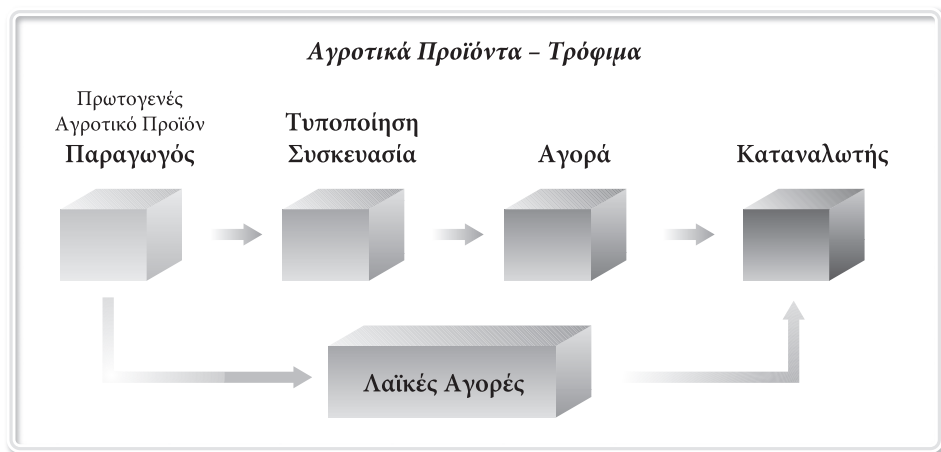 Αγροτικά Προϊόντα – Τρόφιμα
Πρωτογενές
Αγροτικό Προϊόν
Παραγωγός
Τυποποίηση
Συσκευασία
Αγορά
Καταναλωτής
Λαϊκές Αγορές